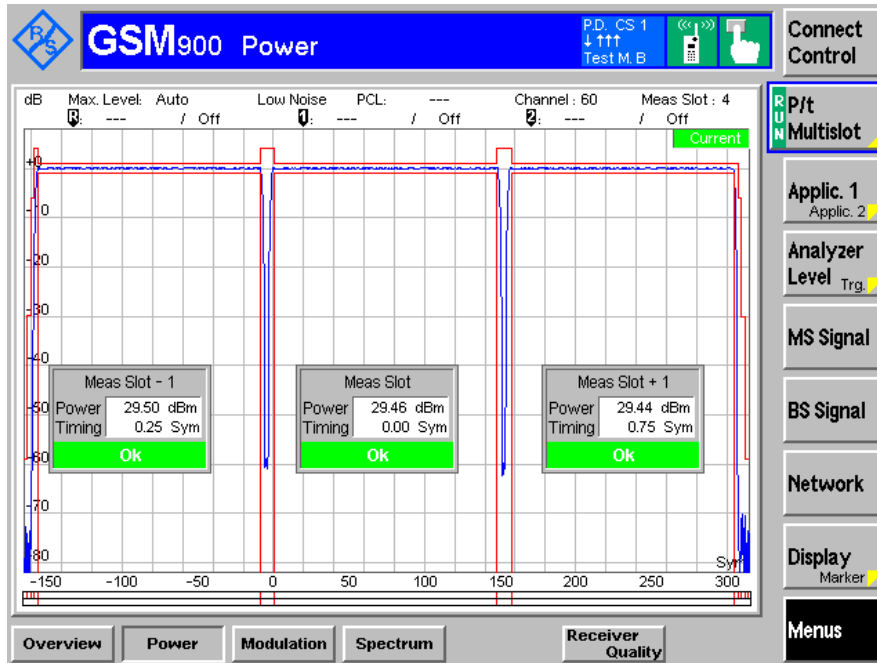 R/S
GSM900 Power
P.D. CS 1
↓ ↑↑↑
Test M. B
Connect Control
dB Max. Level: Auto Low Noise PCL: --- Channel : 60 Meas Slot : 4
R: --- / Off 1: --- / Off 2: --- / Off
Current
RUN
P/t Multislot
Applic. 1
Applic. 2
Analyzer Level
Trg.
MS Signal
BS Signal
Network
Display
Marker
Menus
+0
-10
-20
-30
-40
-50
-60
-70
-80
Meas Slot - 1
Power 29.50 dBm
Timing 0.25 Sym
Ok
Meas Slot
Power 29.46 dBm
Timing 0.00 Sym
Ok
Meas Slot + 1
Power 29.44 dBm
Timing 0.75 Sym
Ok
Sym
-150 -100 -50 0 50 100 150 200 250 300
Overview Power Modulation Spectrum Receiver Quality